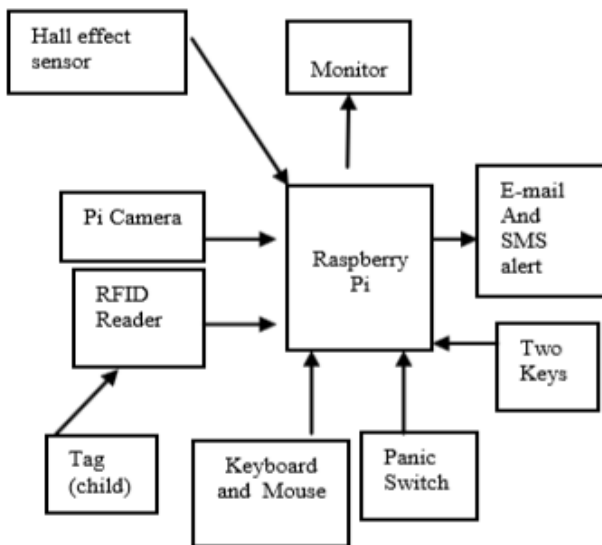 Hall effect
sensor
Monitor
Pi Camera
E-mail
And
SMS
alert
Raspberry
Pi
RFID
Reader
Two
Keys
Tag
(child)
Keyboard
and Mouse
Panic
Switch